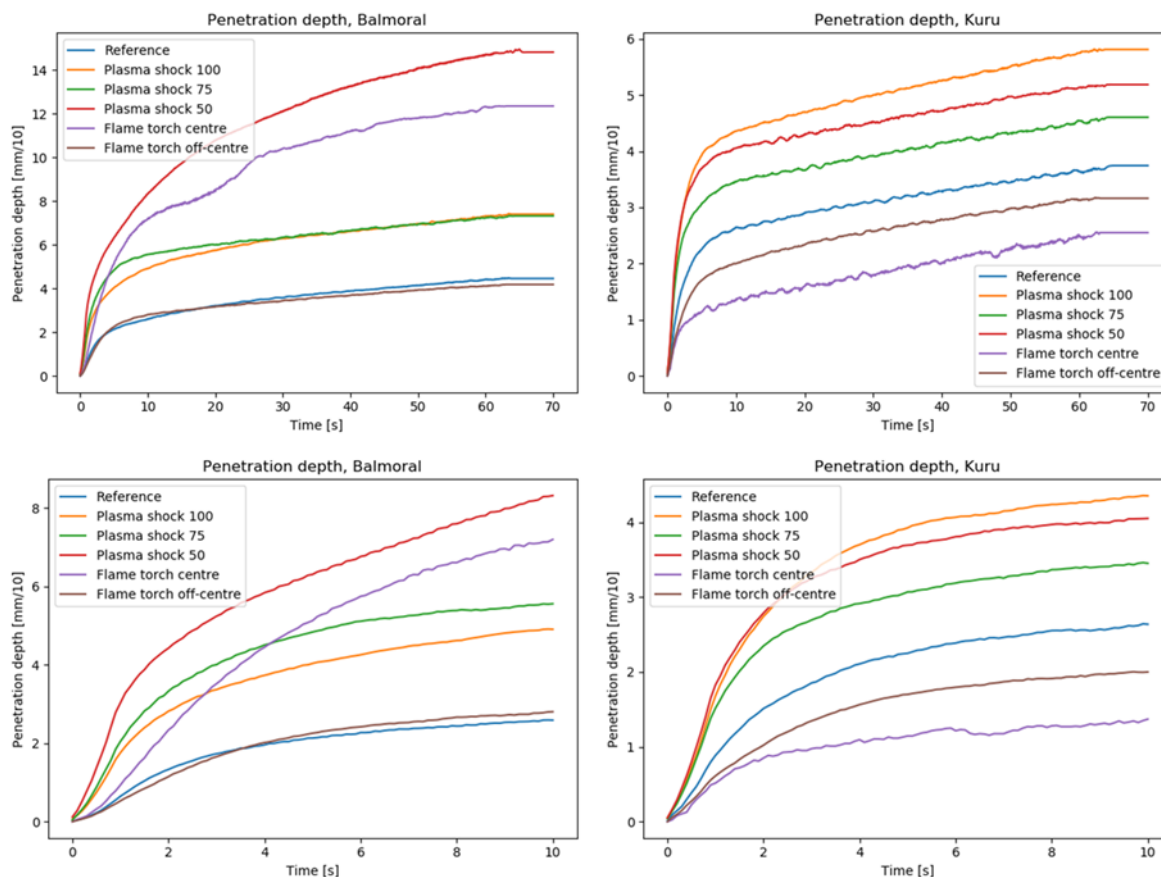 Penetration depth, Balmoral
Penetration depth [mm/10]
14
12
10
8
6
4
2
0
Reference
Plasma shock 100
Plasma shock 75
Plasma shock 50
Flame torch centre
Flame torch off-centre
0 10 20 30 40 50 60 70
Time [s]
Penetration depth, Kuru
Penetration depth [mm/10]
6
5
4
3
2
1
0
Reference
Plasma shock 100
Plasma shock 75
Plasma shock 50
Flame torch centre
Flame torch off-centre
0 10 20 30 40 50 60 70
Time [s]
Penetration depth, Balmoral
Penetration depth [mm/10]
8
6
4
2
0
Reference
Plasma shock 100
Plasma shock 75
Plasma shock 50
Flame torch centre
Flame torch off-centre
0 2 4 6 8 10
Time [s]
Penetration depth, Kuru
Penetration depth [mm/10]
4
3
2
1
0
Reference
Plasma shock 100
Plasma shock 75
Plasma shock 50
Flame torch centre
Flame torch off-centre
0 2 4 6 8 10
Time [s]